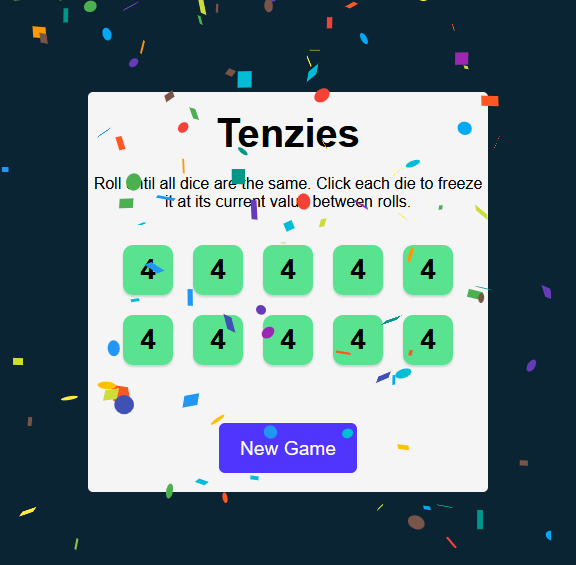 Tenzies
Roll until all dice are the same. Click each die to freeze
it at its current value between rolls.
4 4 4 4 4
4 4 4 4 4
New Game